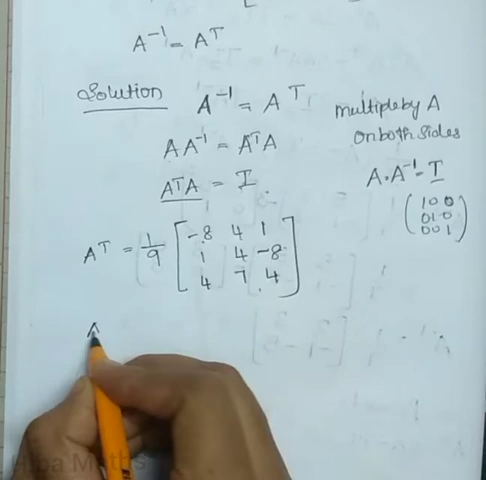 A⁻¹ = Aᵀ
Solution A⁻¹ = Aᵀ
multiple by A
on both sides
AA⁻¹ = AᵀA
AᵀA = I
A.A⁻¹ = I
(1 0 0
0 1 0
0 0 1)
Aᵀ = 1/9 [-8 4 1
1 4 -8
4 7 4]
A